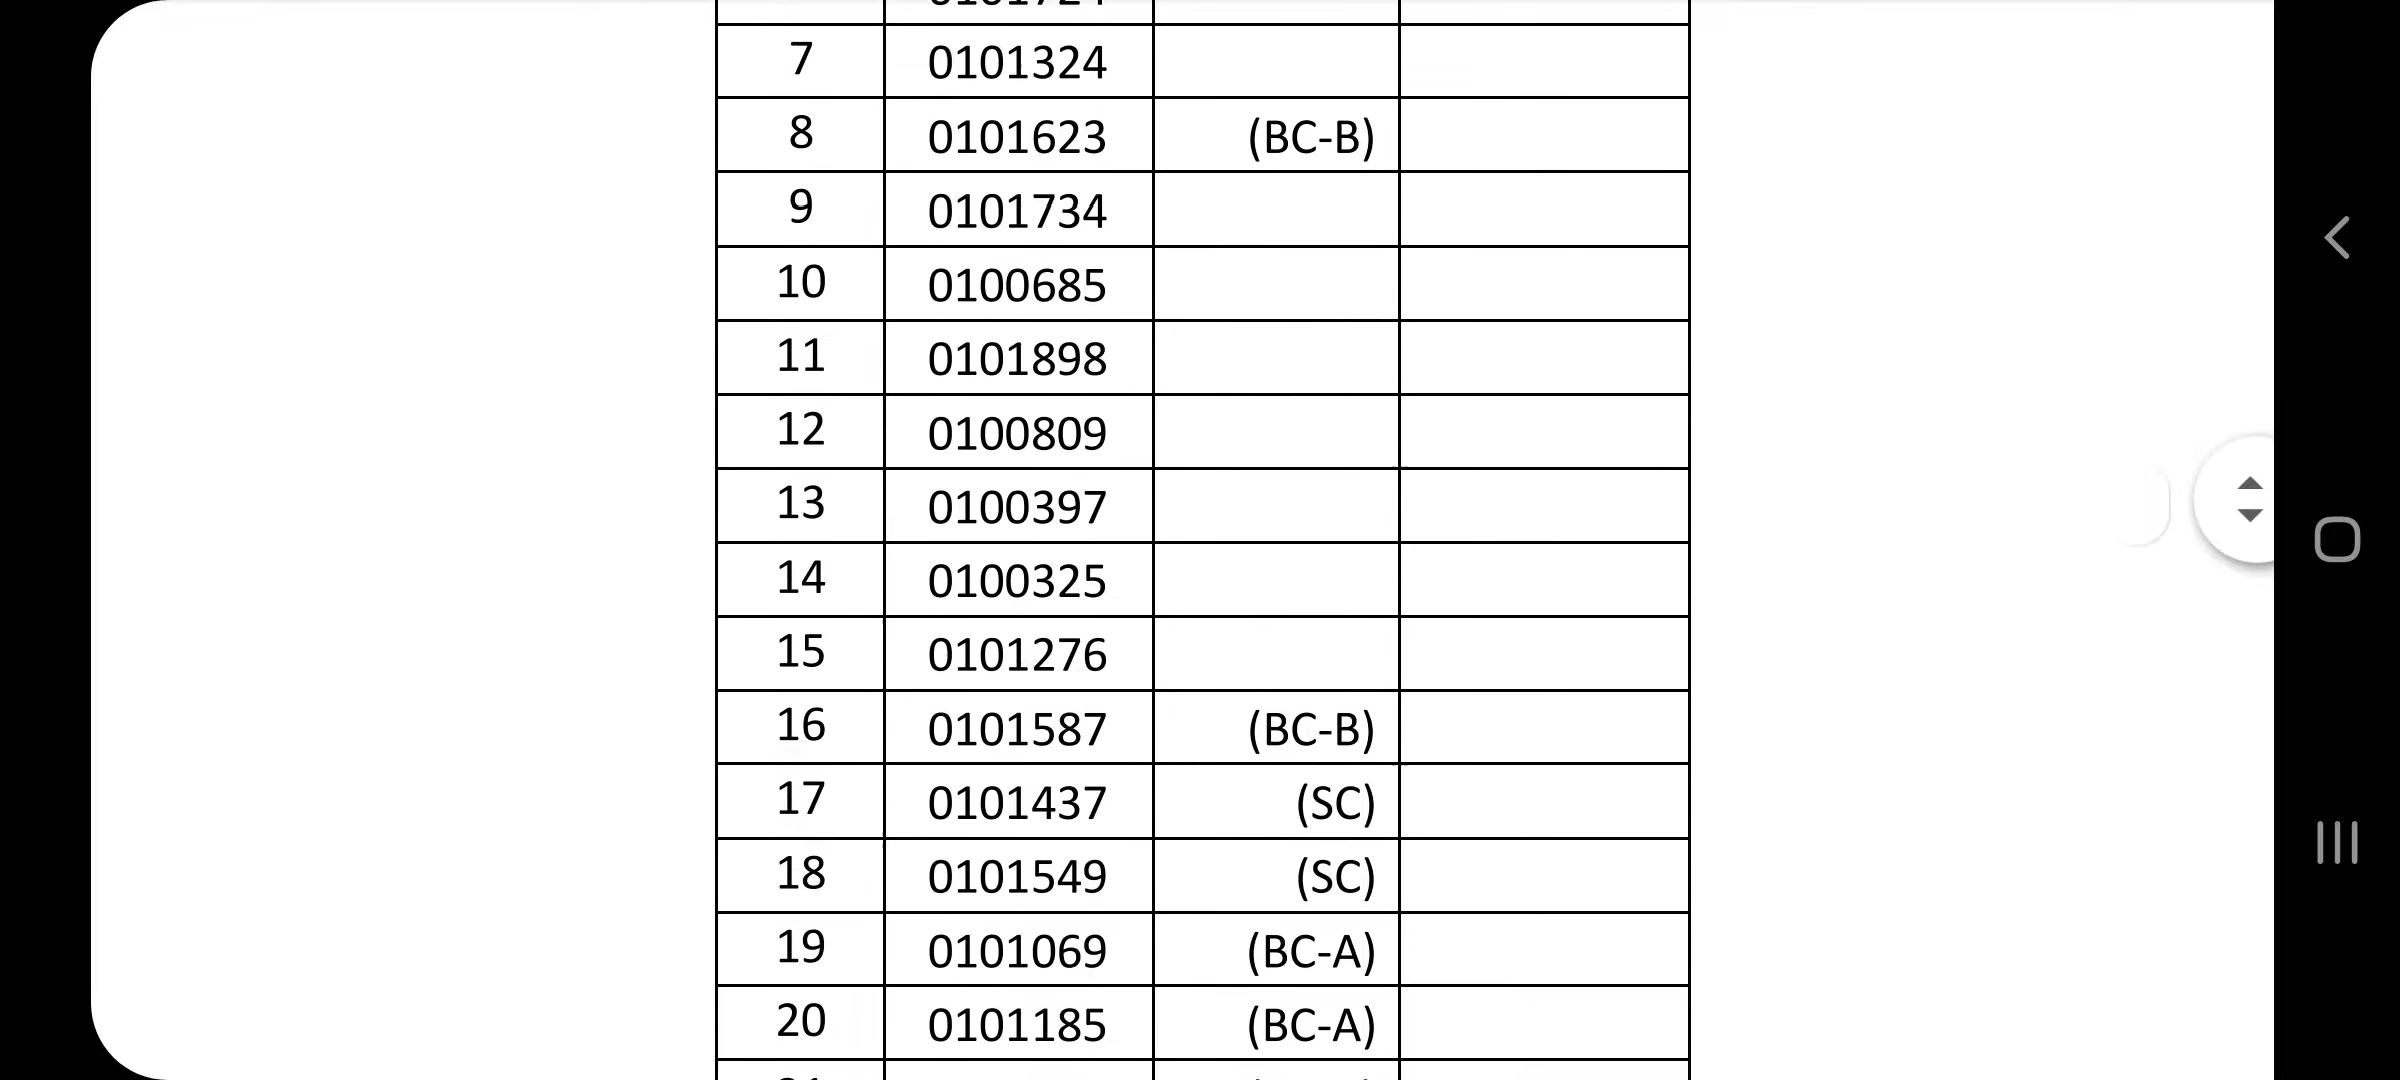 7 0101324
8 0101623 (BC-B)
9 0101734
10 0100685
11 0101898
12 0100809
13 0100397
14 0100325
15 0101276
16 0101587 (BC-B)
17 0101437 (SC)
18 0101549 (SC)
19 0101069 (BC-A)
20 0101185 (BC-A)